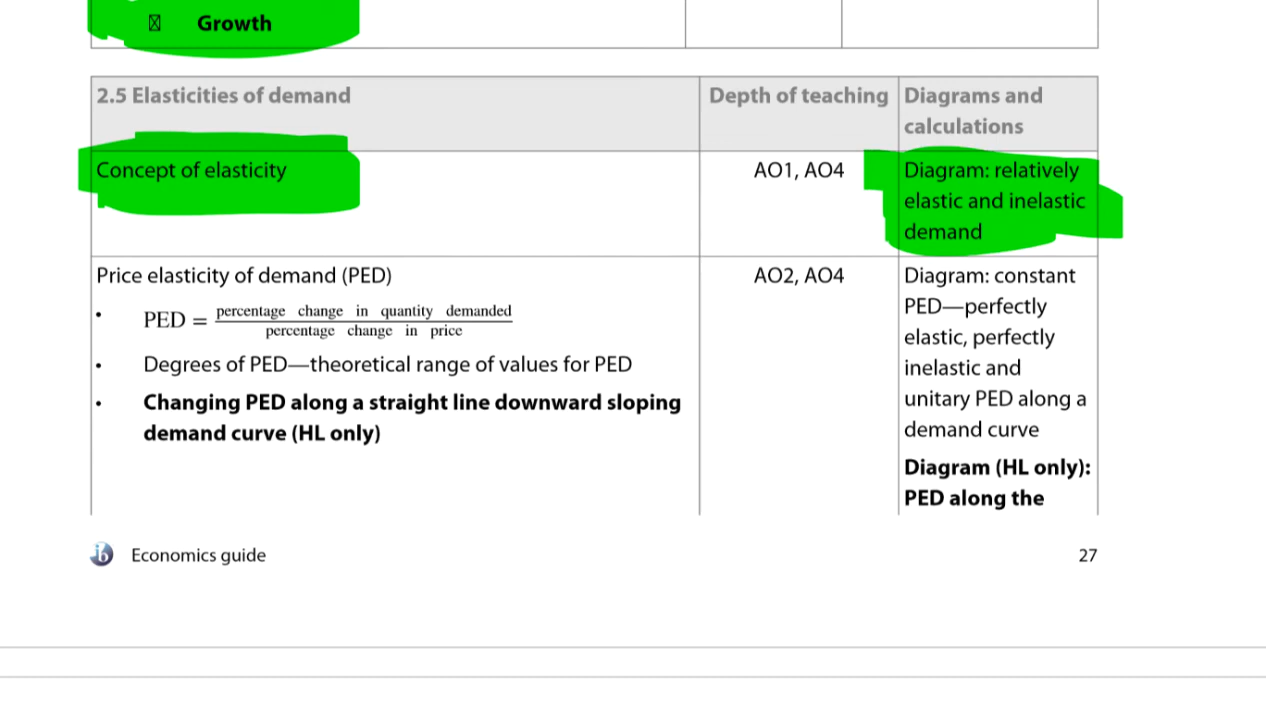 Growth
2.5 Elasticities of demand
Depth of teaching
Diagrams and
calculations
Concept of elasticity
AO1, AO4
Diagram: relatively
elastic and inelastic
demand
Price elasticity of demand (PED)
• PED = percentage change in quantity demanded
percentage change in price
• Degrees of PED—theoretical range of values for PED
• Changing PED along a straight line downward sloping
demand curve (HL only)
AO2, AO4
Diagram: constant
PED—perfectly
elastic, perfectly
inelastic and
unitary PED along a
demand curve
Diagram (HL only):
PED along the
ib Economics guide
27